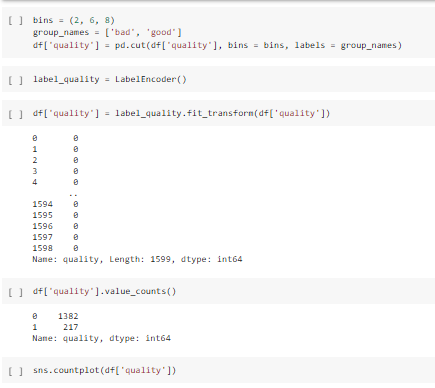 [ ] bins = (2, 6, 8)
group_names = ['bad', 'good']
df['quality'] = pd.cut(df['quality'], bins = bins, labels = group_names)
[ ] label_quality = LabelEncoder()
[ ] df['quality'] = label_quality.fit_transform(df['quality'])
0 0
1 0
2 0
3 0
4 0
..
1594 0
1595 0
1596 0
1597 0
1598 0
Name: quality, Length: 1599, dtype: int64
[ ] df['quality'].value_counts()
0 1382
1 217
Name: quality, dtype: int64
[ ] sns.countplot(df['quality'])